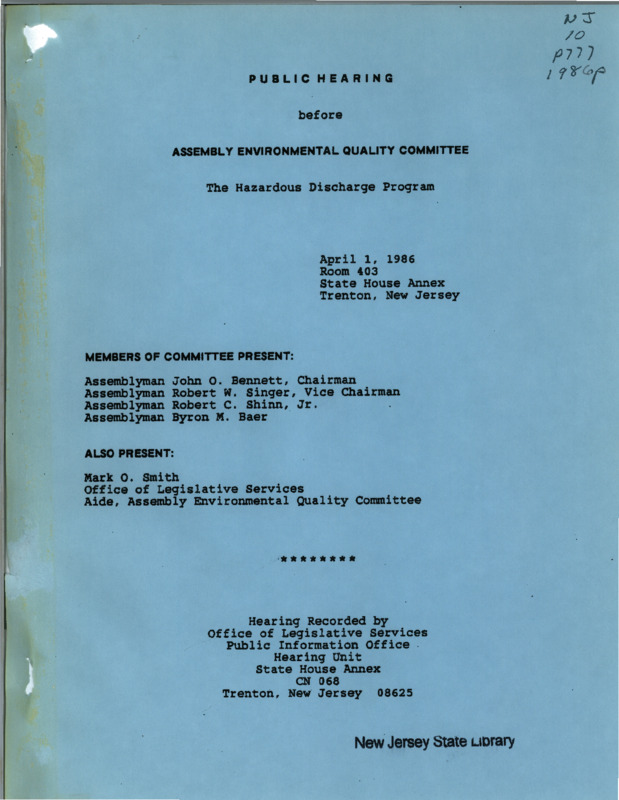 NJ
10
P777
1986p
PUBLIC HEARING
before
ASSEMBLY ENVIRONMENTAL QUALITY COMMITTEE
The Hazardous Discharge Program
April 1, 1986
Room 403
State House Annex
Trenton, New Jersey
MEMBERS OF COMMITTEE PRESENT:
Assemblyman John O. Bennett, Chairman
Assemblyman Robert W. Singer, Vice Chairman
Assemblyman Robert C. Shinn, Jr.
Assemblyman Byron M. Baer
ALSO PRESENT:
Mark O. Smith
Office of Legislative Services
Aide, Assembly Environmental Quality Committee
********
Hearing Recorded by
Office of Legislative Services
Public Information Office
Hearing Unit
State House Annex
CN 068
Trenton, New Jersey 08625
New Jersey State Library